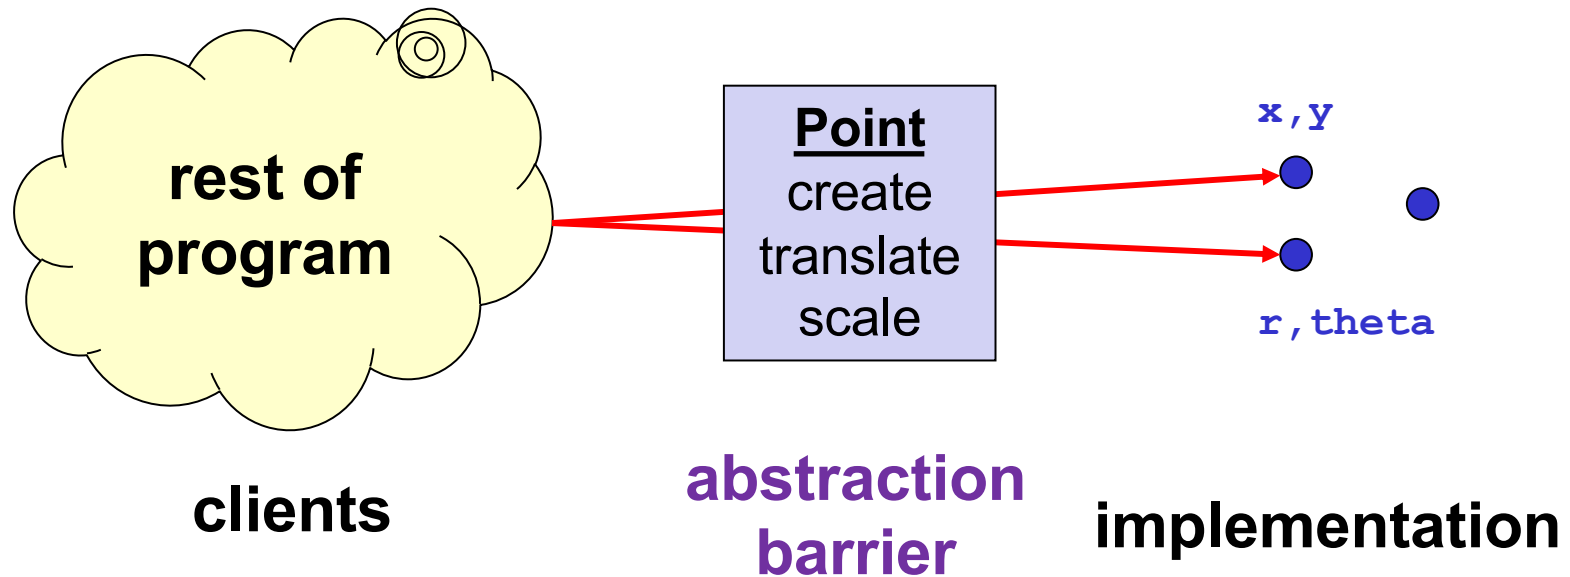 rest of
program
Point
create
translate
scale
x,y
r,theta
clients
abstraction
barrier
implementation